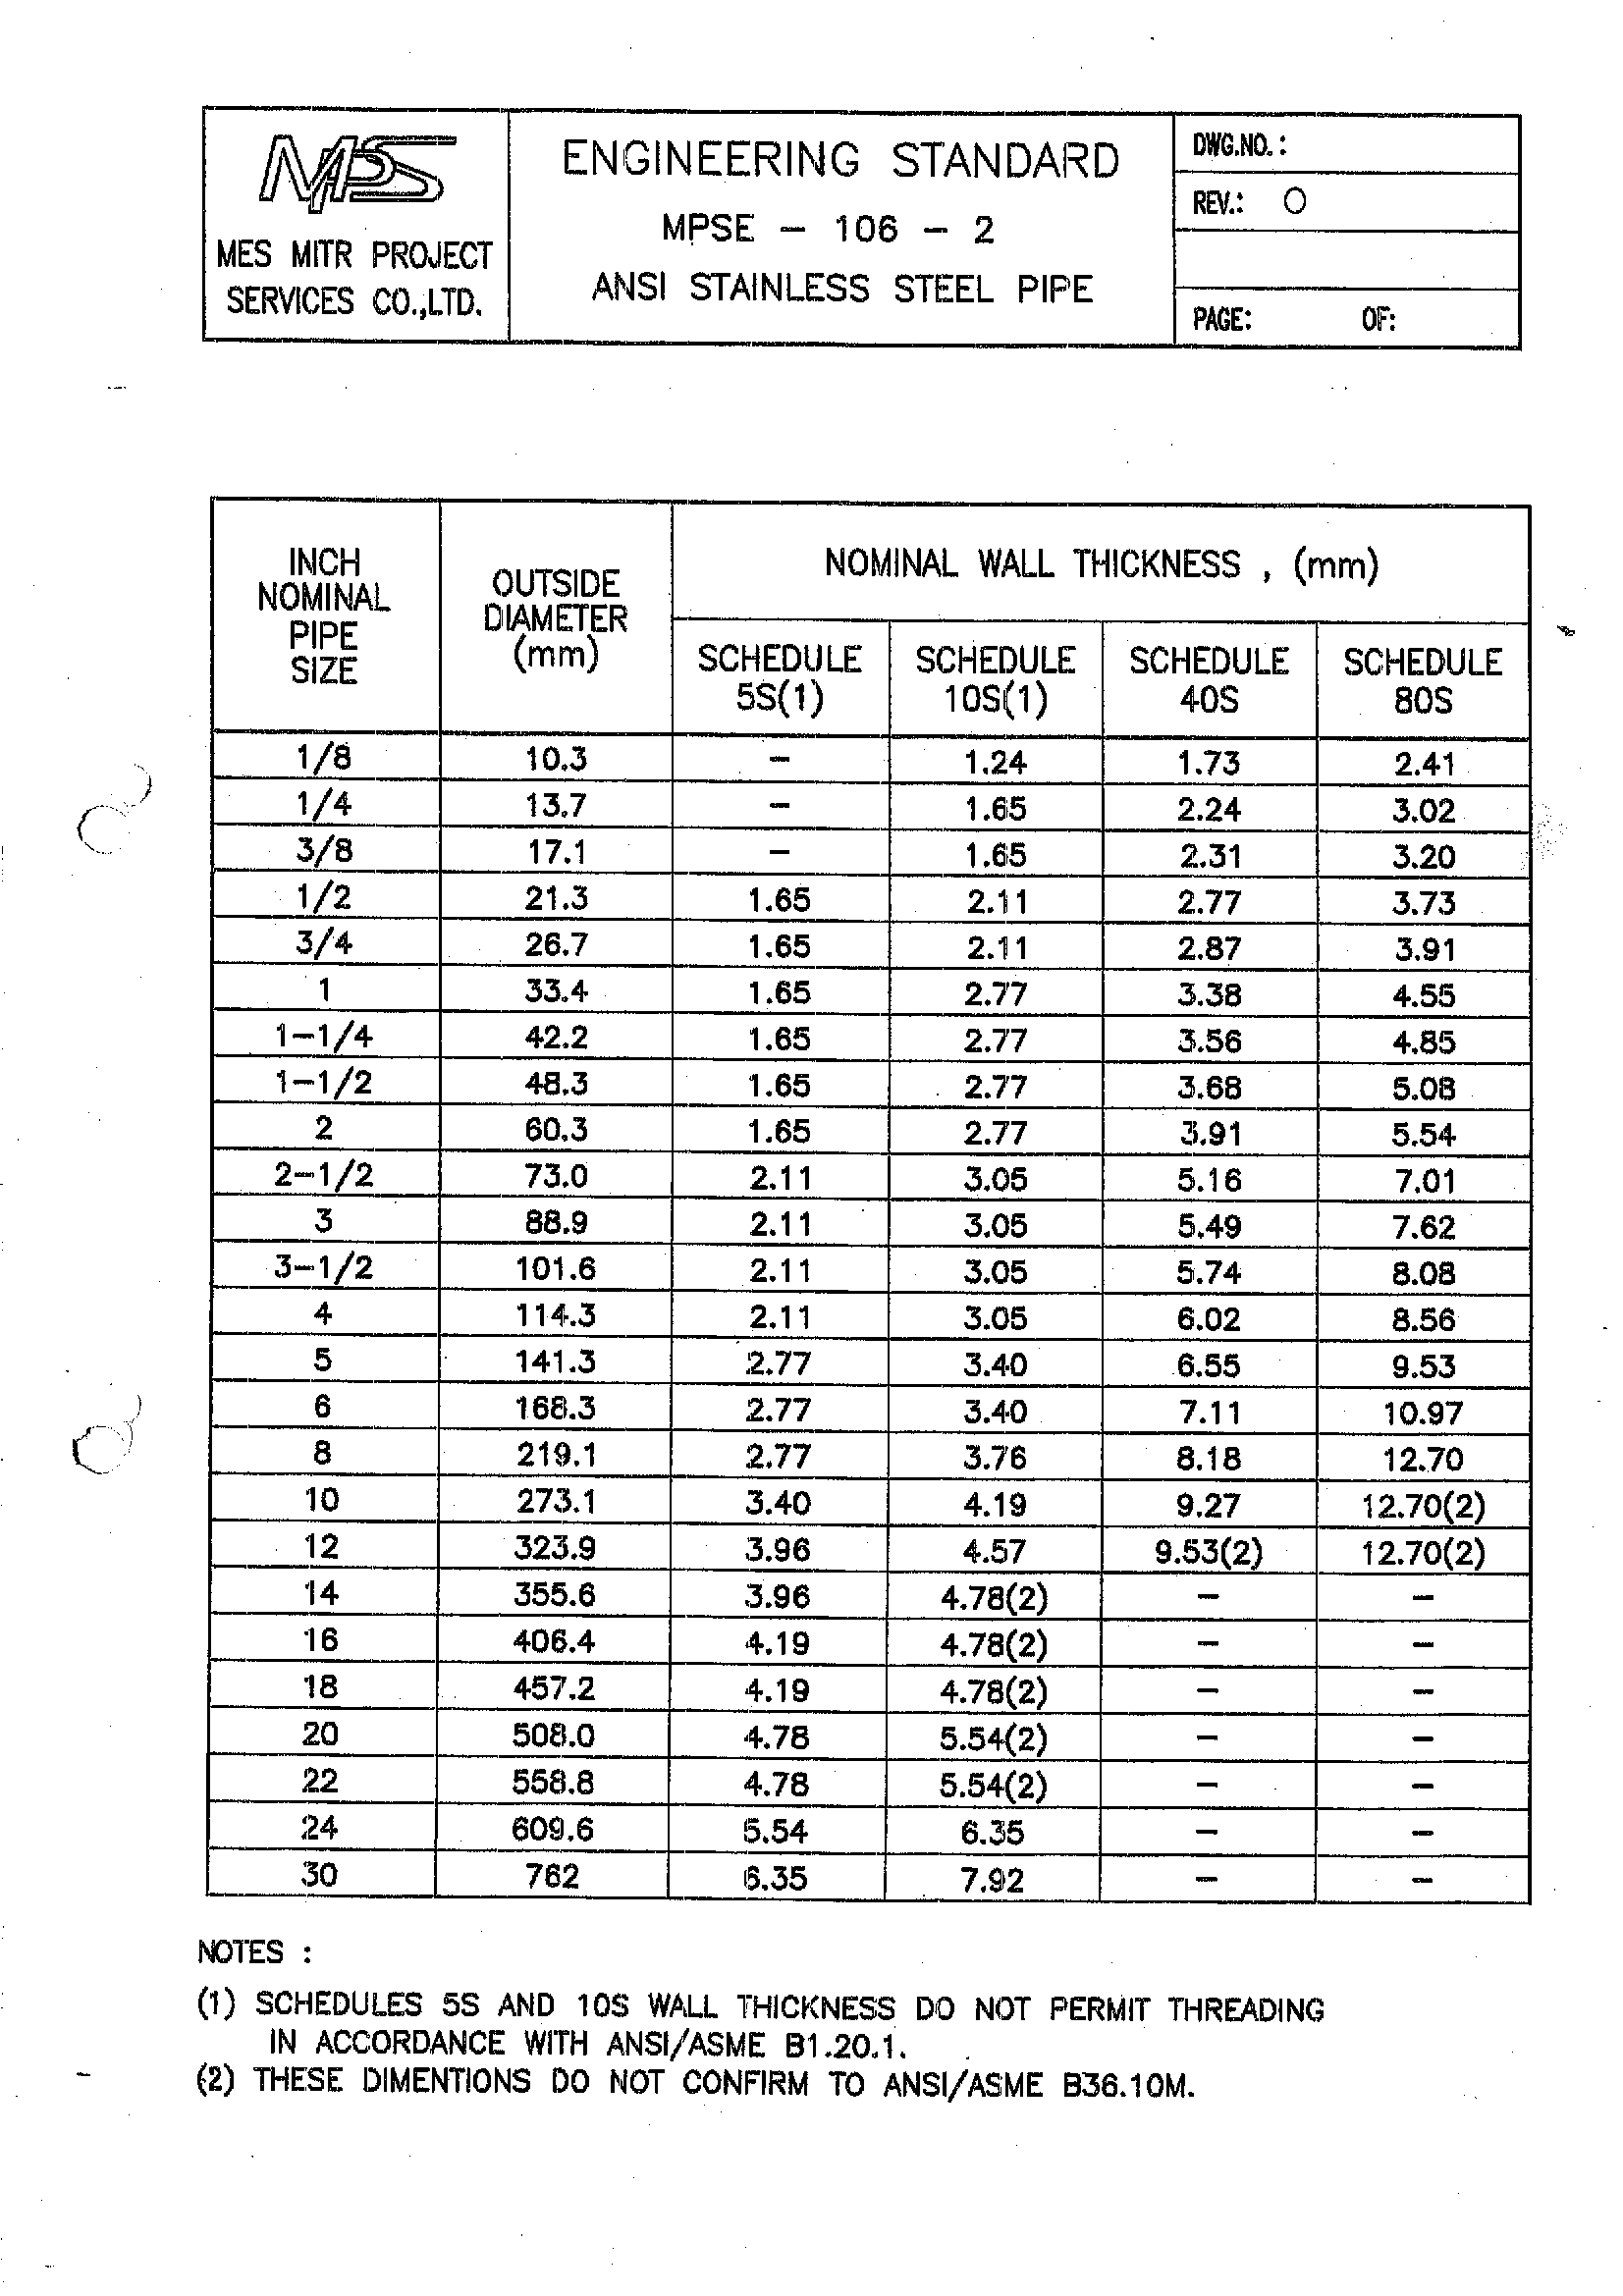 MPS
MES MITR PROJECT
SERVICES CO.,LTD.
ENGINEERING STANDARD
MPSE - 106 - 2
ANSI STAINLESS STEEL PIPE
DWG.NO. :
REV.: O
PAGE: OF:
INCH
NOMINAL
PIPE
SIZE
OUTSIDE
DIAMETER
(mm)
NOMINAL WALL THICKNESS , (mm)
SCHEDULE
5S(1)
SCHEDULE
10S(1)
SCHEDULE
40S
SCHEDULE
80S
1/8 10.3 - 1.24 1.73 2.41
1/4 13.7 - 1.65 2.24 3.02
3/8 17.1 - 1.65 2.31 3.20
1/2 21.3 1.65 2.11 2.77 3.73
3/4 26.7 1.65 2.11 2.87 3.91
1 33.4 1.65 2.77 3.38 4.55
1-1/4 42.2 1.65 2.77 3.56 4.85
1-1/2 48.3 1.65 2.77 3.68 5.08
2 60.3 1.65 2.77 3.91 5.54
2-1/2 73.0 2.11 3.05 5.16 7.01
3 88.9 2.11 3.05 5.49 7.62
3-1/2 101.6 2.11 3.05 5.74 8.08
4 114.3 2.11 3.05 6.02 8.56
5 141.3 2.77 3.40 6.55 9.53
6 168.3 2.77 3.40 7.11 10.97
8 219.1 2.77 3.76 8.18 12.70
10 273.1 3.40 4.19 9.27 12.70(2)
12 323.9 3.96 4.57 9.53(2) 12.70(2)
14 355.6 3.96 4.78(2) - -
16 406.4 4.19 4.78(2) - -
18 457.2 4.19 4.78(2) - -
20 508.0 4.78 5.54(2) - -
22 558.8 4.78 5.54(2) - -
24 609.6 5.54 6.35 - -
30 762 6.35 7.92 - -
NOTES :
(1) SCHEDULES 5S AND 10S WALL THICKNESS DO NOT PERMIT THREADING
IN ACCORDANCE WITH ANSI/ASME B1.20.1.
(2) THESE DIMENTIONS DO NOT CONFIRM TO ANSI/ASME B36.10M.